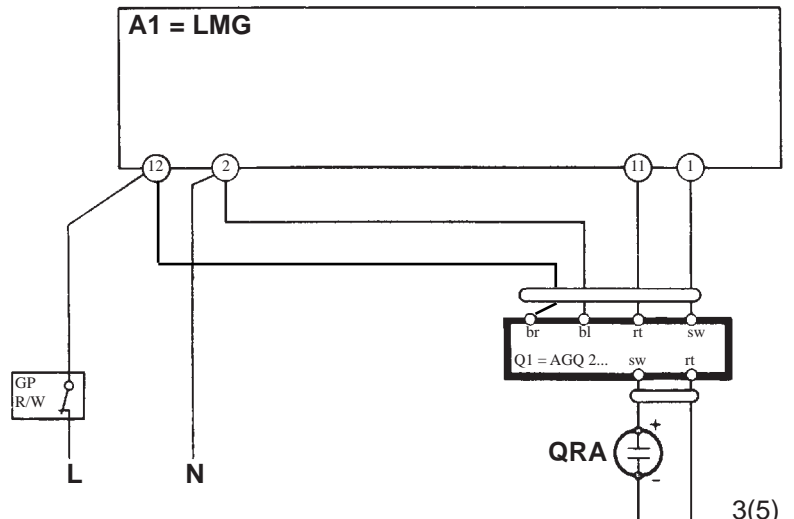 A1 = LMG
12 2 11 1
br bl rt sw
Q1 = AGQ 2... sw rt
GP
R/W
QRA + -
L N
3(5)